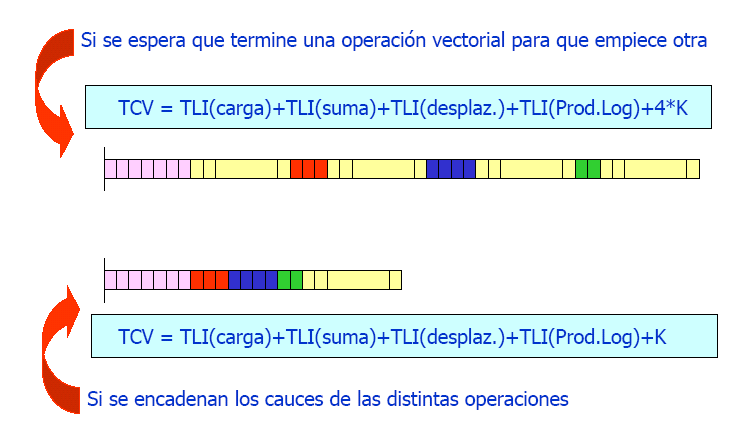 Si se espera que termine una operación vectorial para que empiece otra
TCV = TLI(carga)+TLI(suma)+TLI(desplaz.)+TLI(Prod.Log)+4*K
TCV = TLI(carga)+TLI(suma)+TLI(desplaz.)+TLI(Prod.Log)+K
Si se encadenan los cauces de las distintas operaciones